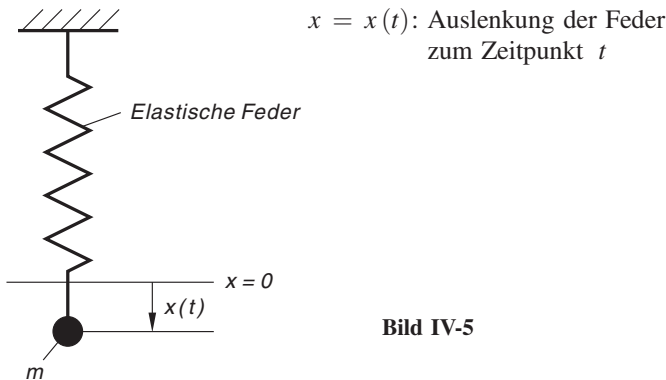 x = x(t): Auslenkung der Feder
zum Zeitpunkt t
Elastische Feder
x = 0
x(t)
Bild IV-5
m